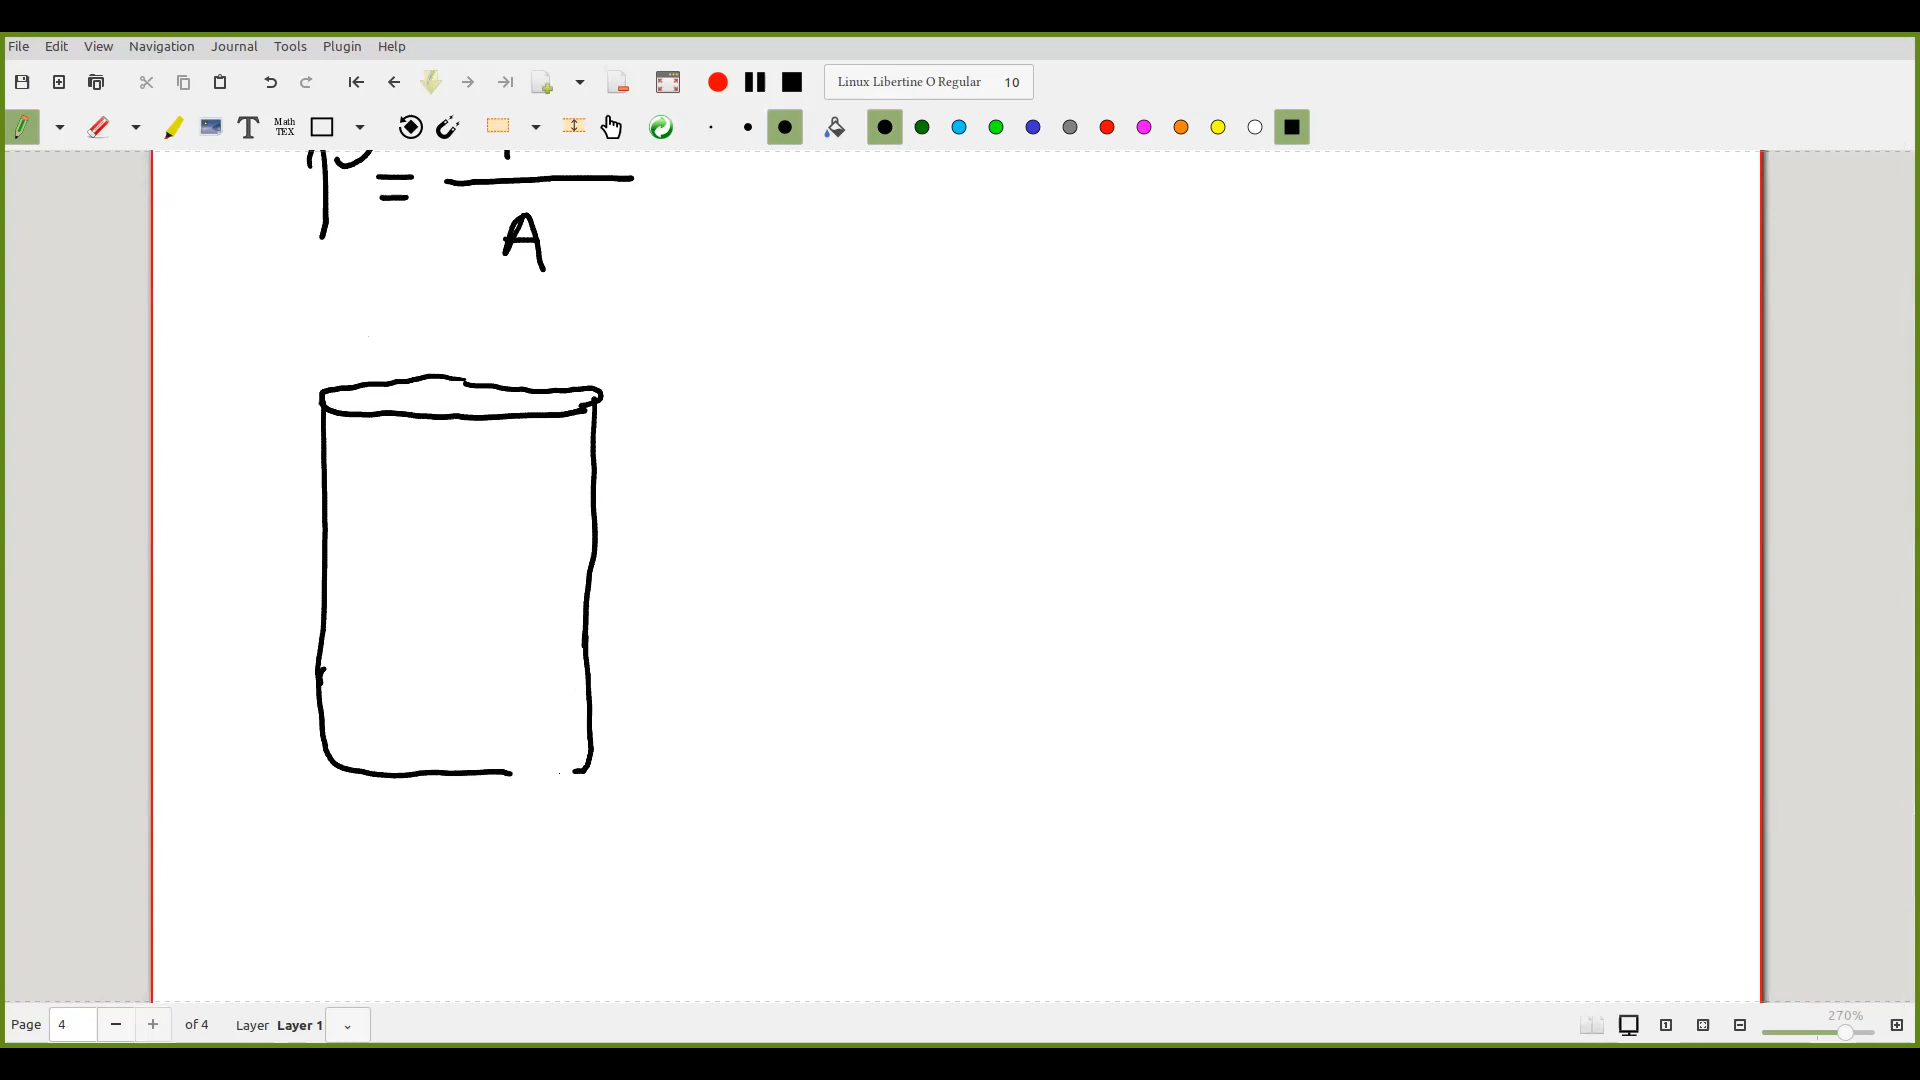 File Edit View Navigation Journal Tools Plugin Help
Linux Libertine O Regular 10
T Math TEX
=
A
Page 4 of 4 Layer Layer 1 270%